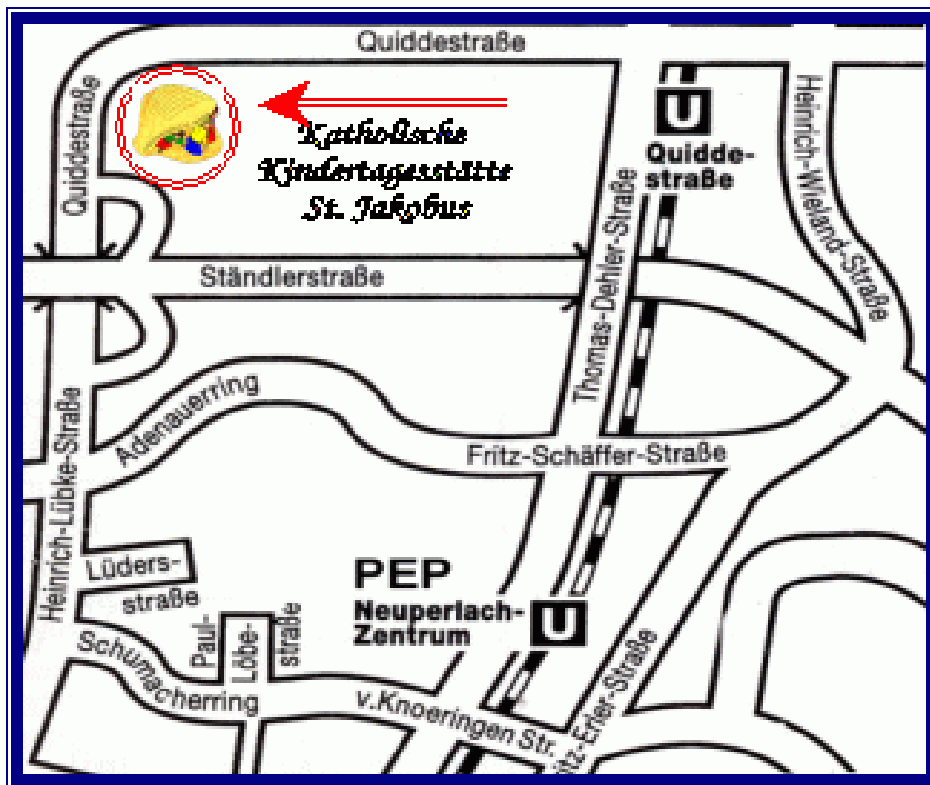 Quiddestraße
Quiddestraße
Katholische
Kindertagesstätte
St. Jakobus
U
Quidde-
straße
Heinrich-Wieland-Straße
Ständlerstraße
Thomas-Dehler-Straße
Adenauerring
Fritz-Schäffer-Straße
Heinrich-Lübke-Straße
Lüders-
straße
PEP
Neuperlach-
Zentrum
U
Paul-
Löbe-
straße
Schumacherring
v.Knoeringen Str.
itz-Erler-Straße